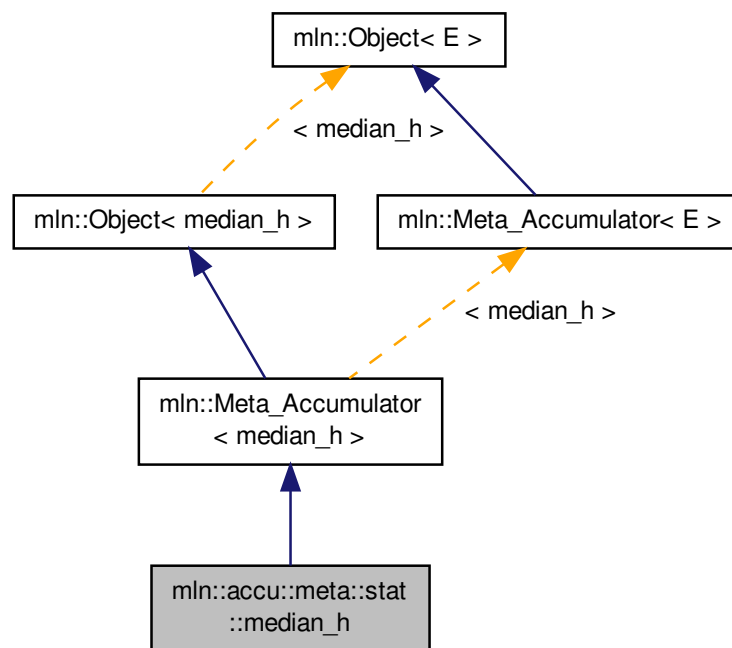 mln::Object< E >
< median_h >
mln::Object< median_h >
mln::Meta_Accumulator< E >
< median_h >
mln::Meta_Accumulator
< median_h >
mln::accu::meta::stat
::median_h